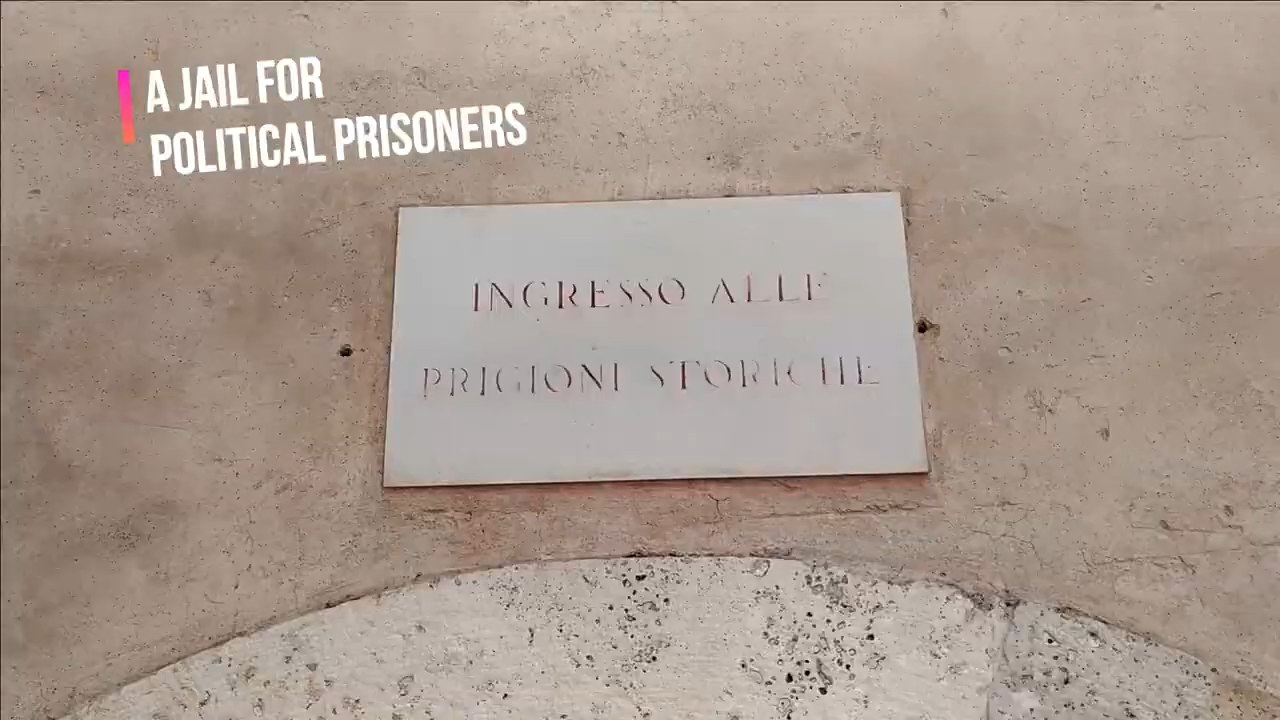 A JAIL FOR
POLITICAL PRISONERS
INGRESSO ALLE
PRIGIONI STORICHE